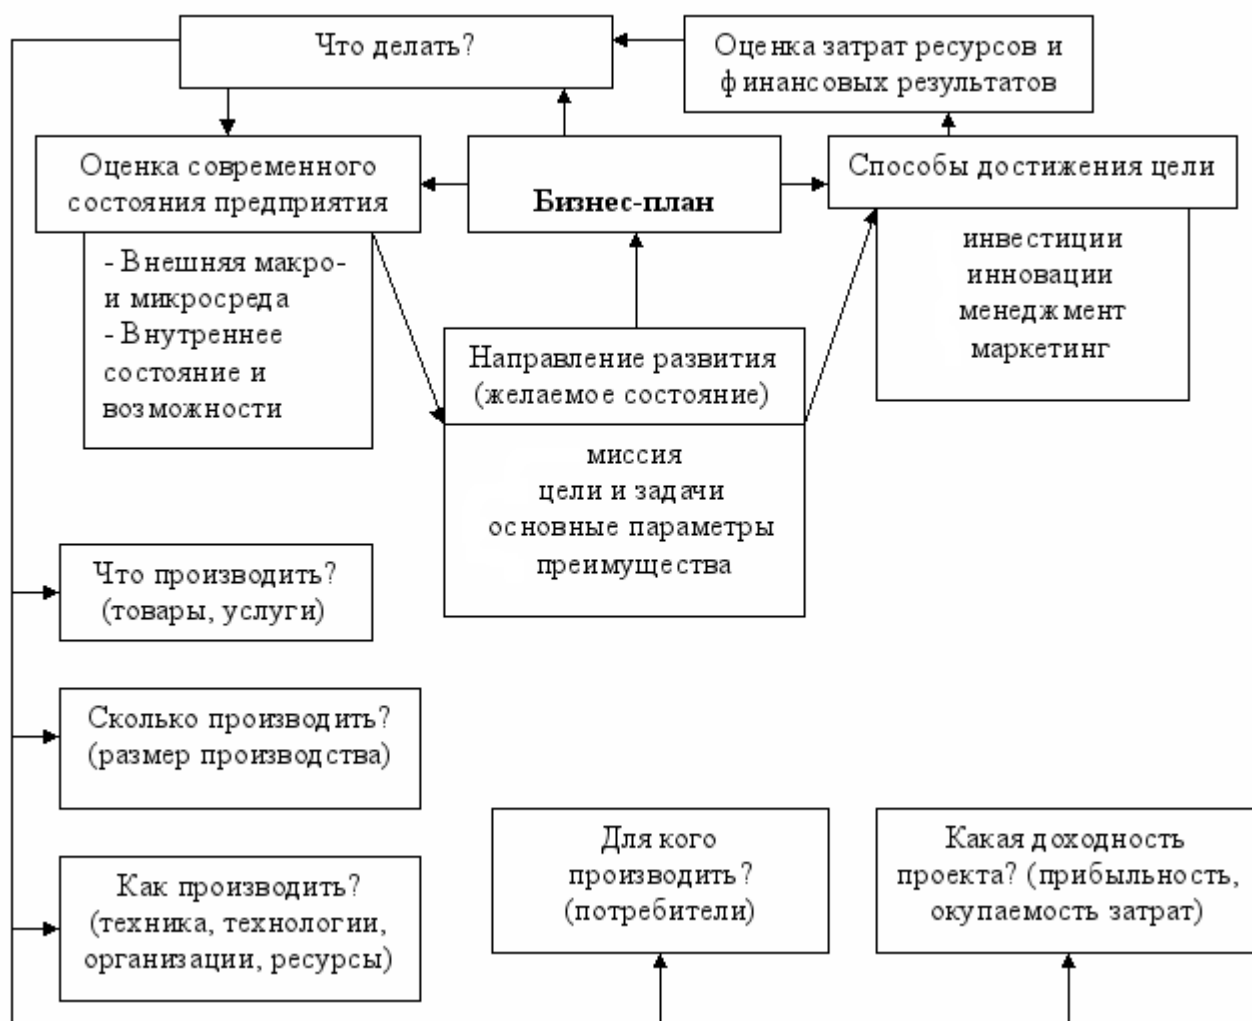 Что делать?
Оценка затрат ресурсов и
финансовых результатов
Оценка современного
состояния предприятия
Бизнес-план
Способы достижения цели
- Внешняя макро-
и микросреда
- Внутреннее
состояние и
возможности
инвестиции
инновации
менеджмент
маркетинг
Направление развития
(желаемое состояние)
миссия
цели и задачи
основные параметры
преимущества
Что производить?
(товары, услуги)
Сколько производить?
(размер производства)
Как производить?
(техника, технологии,
организации, ресурсы)
Для кого
производить?
(потребители)
Какая доходность
проекта? (прибыльность,
окупаемость затрат)